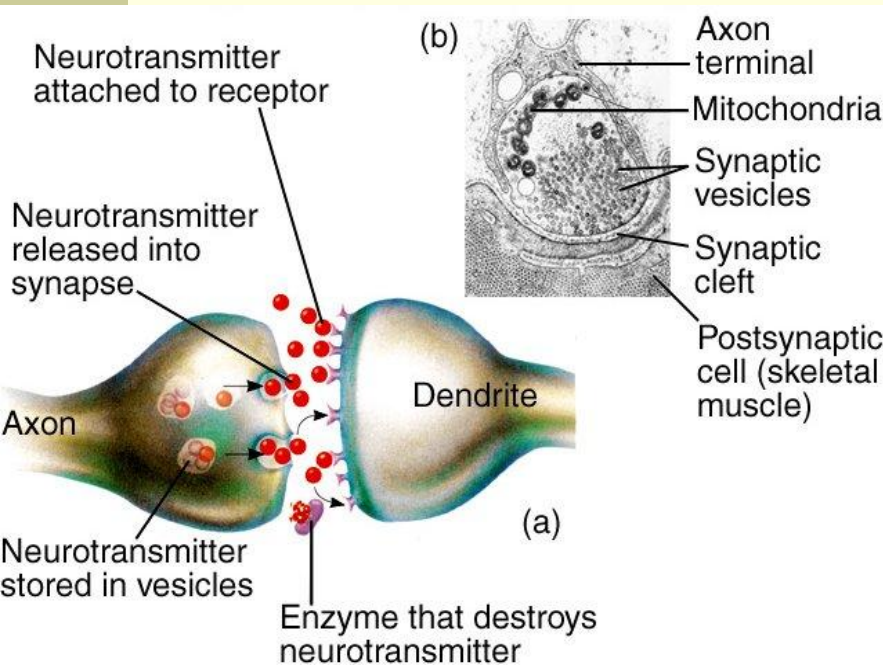 Neurotransmitter
attached to receptor
Neurotransmitter
released into
synapse
Axon
Neurotransmitter
stored in vesicles
Enzyme that destroys
neurotransmitter
Dendrite
(a)
(b)
Axon
terminal
Mitochondria
Synaptic
vesicles
Synaptic
cleft
Postsynaptic
cell (skeletal
muscle)